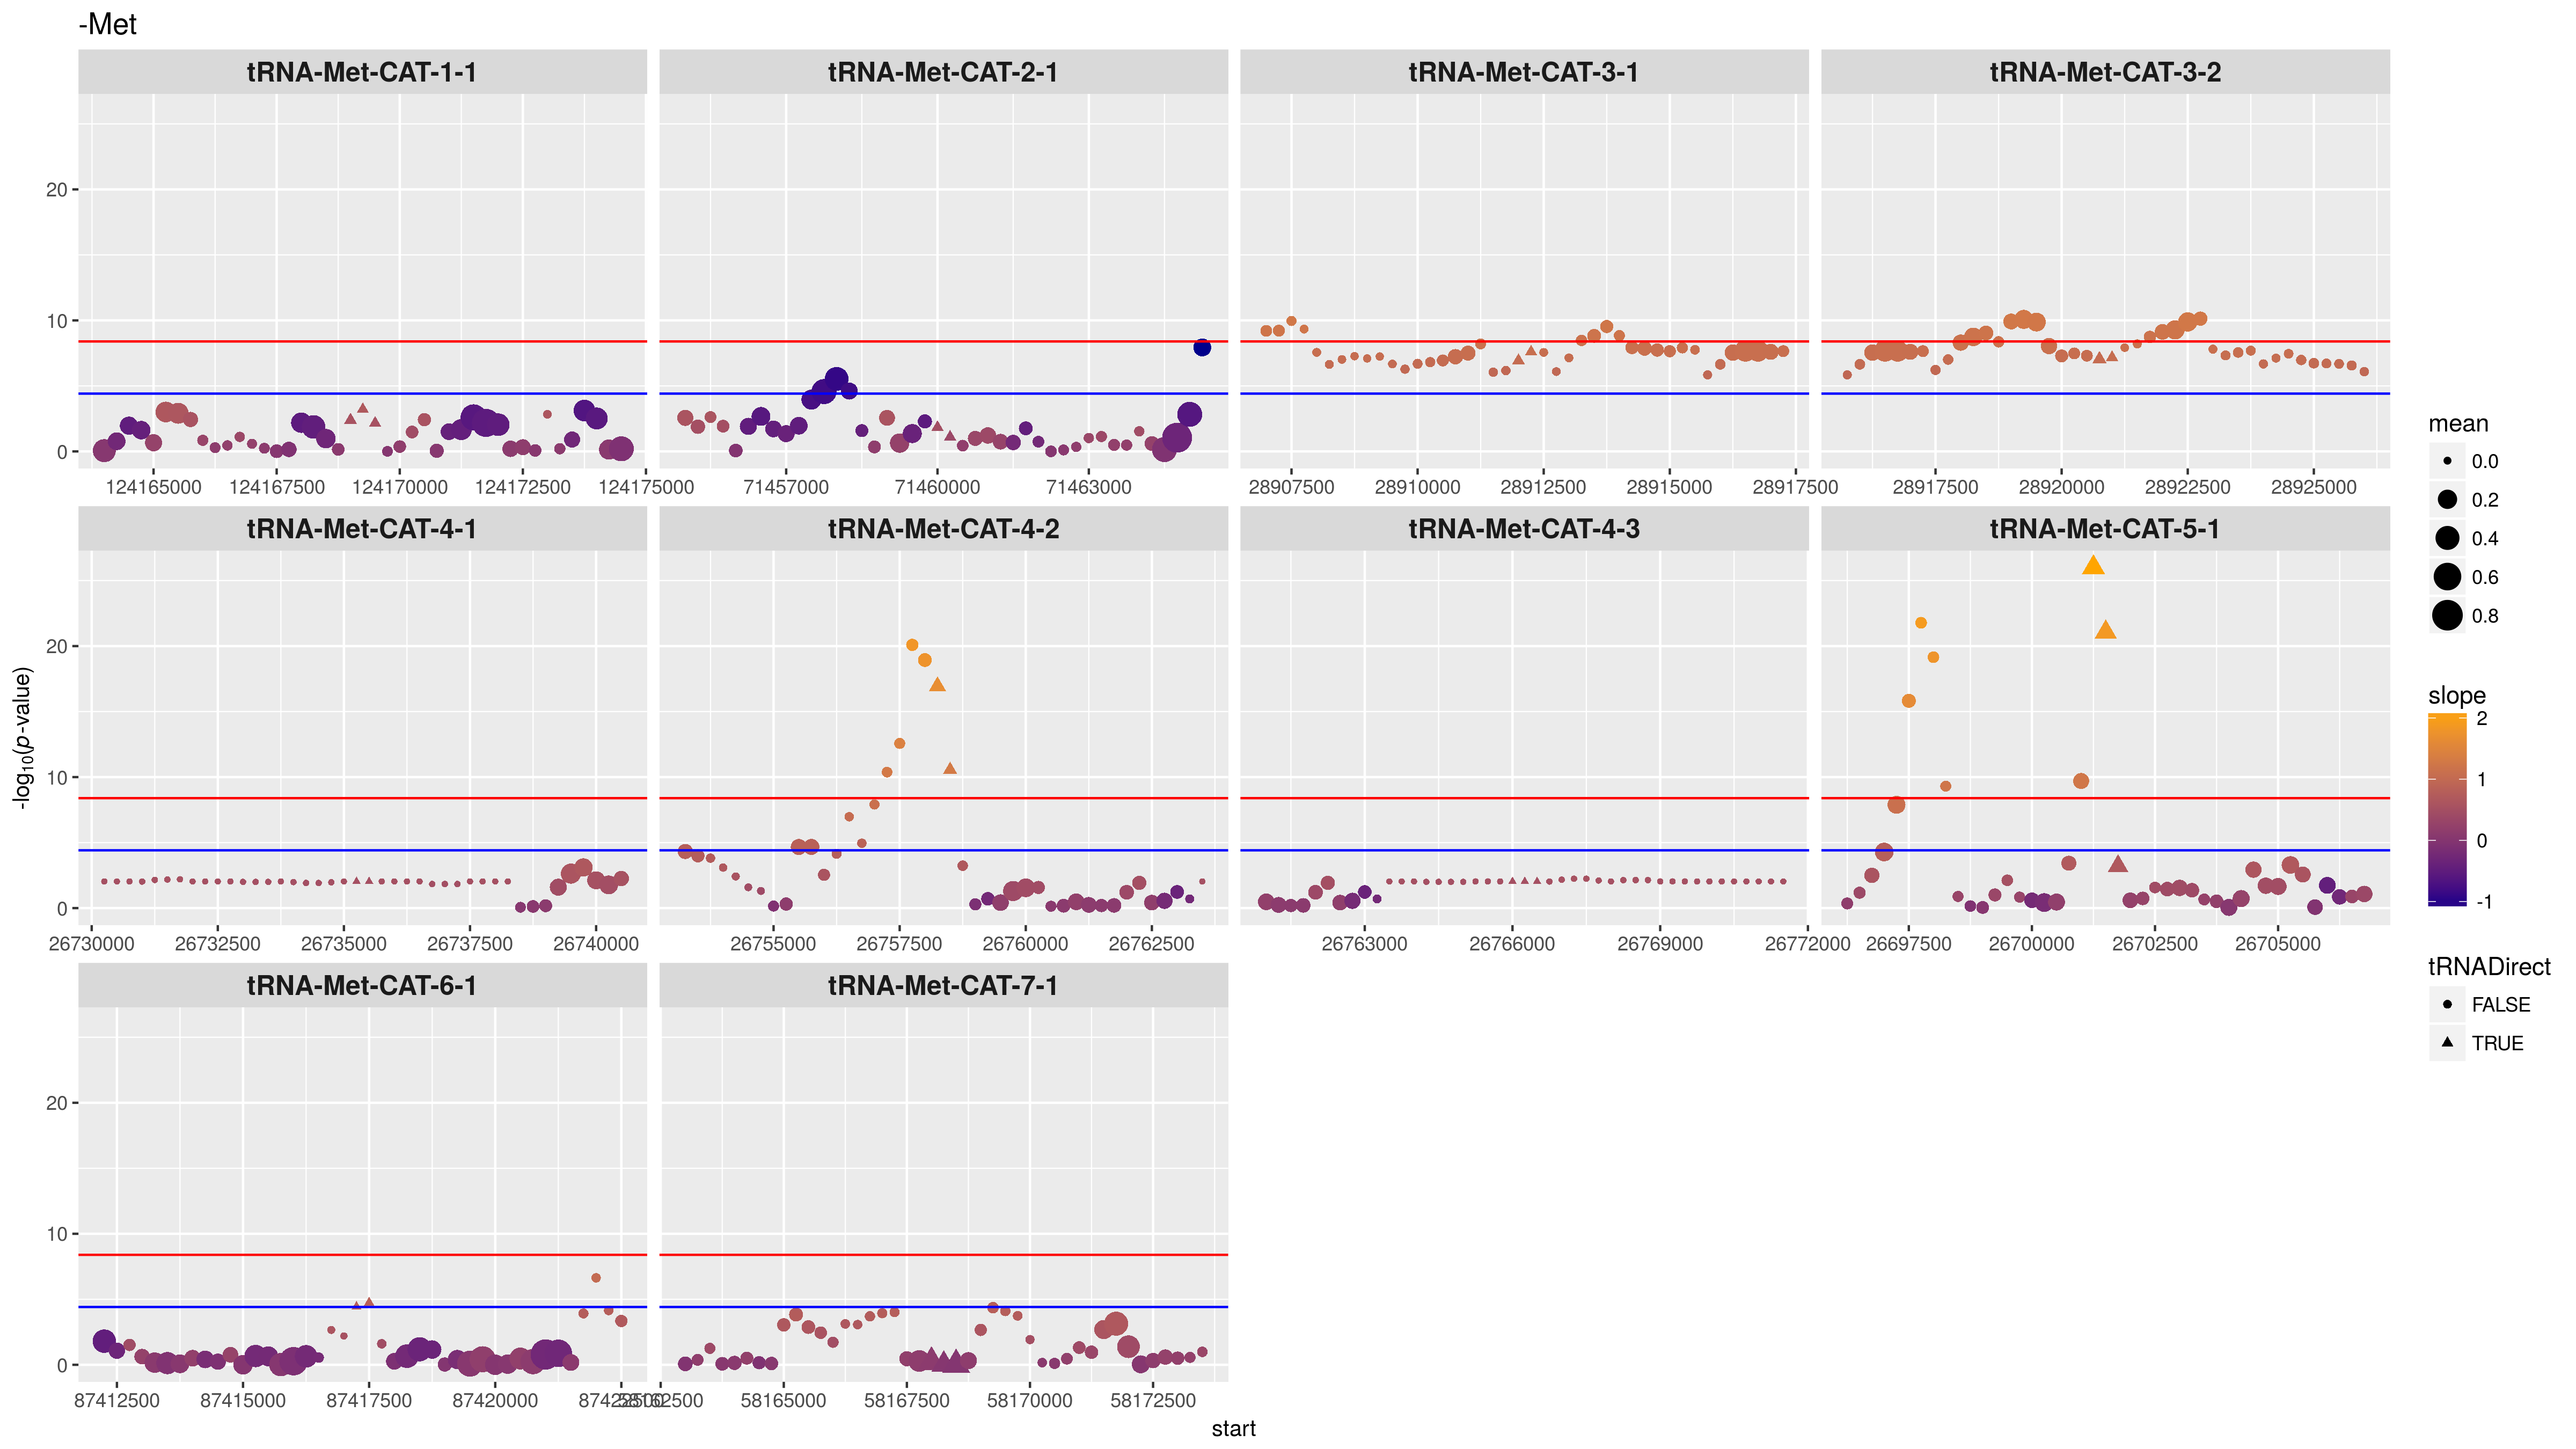 -Met
tRNA-Met-CAT-1-1 tRNA-Met-CAT-2-1 tRNA-Met-CAT-3-1 tRNA-Met-CAT-3-2
20
10
0
124165000 124167500 124170000 124172500 124175000 71457000 71460000 71463000 28907500 28910000 28912500 28915000 28917500 28917500 28920000 28922500 28925000
tRNA-Met-CAT-4-1 tRNA-Met-CAT-4-2 tRNA-Met-CAT-4-3 tRNA-Met-CAT-5-1
20
10
0
26730000 26732500 26735000 26737500 26740000 26755000 26757500 26760000 26762500 26763000 26766000 26769000 26772000 26697500 26700000 26702500 26705000
tRNA-Met-CAT-6-1 tRNA-Met-CAT-7-1
20
10
0
87412500 87415000 87417500 87420000 87422500 58162500 58165000 58167500 58170000 58172500
start
-log10(p-value)
mean
0.0
0.2
0.4
0.6
0.8
slope
2
1
0
-1
tRNADirect
FALSE
TRUE